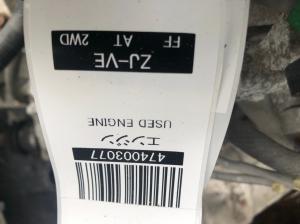 474003077
エンジン
USED ENGINE
ZJ-VE
FF AT 2WD